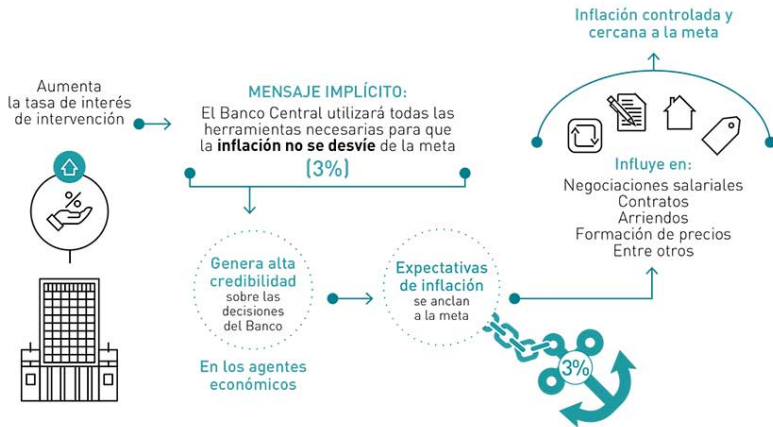 Aumenta
la tasa de interés
de intervención
MENSAJE IMPLÍCITO:
El Banco Central utilizará todas las
herramientas necesarias para que
la inflación no se desvíe de la meta
(3%)
Genera alta
credibilidad
sobre las
decisiones
del Banco
En los agentes
económicos
Expectativas
de inflación
se anclan
a la meta
3%
Inflación controlada y
cercana a la meta
Influye en:
Negociaciones salariales
Contratos
Arriendos
Formación de precios
Entre otros
%